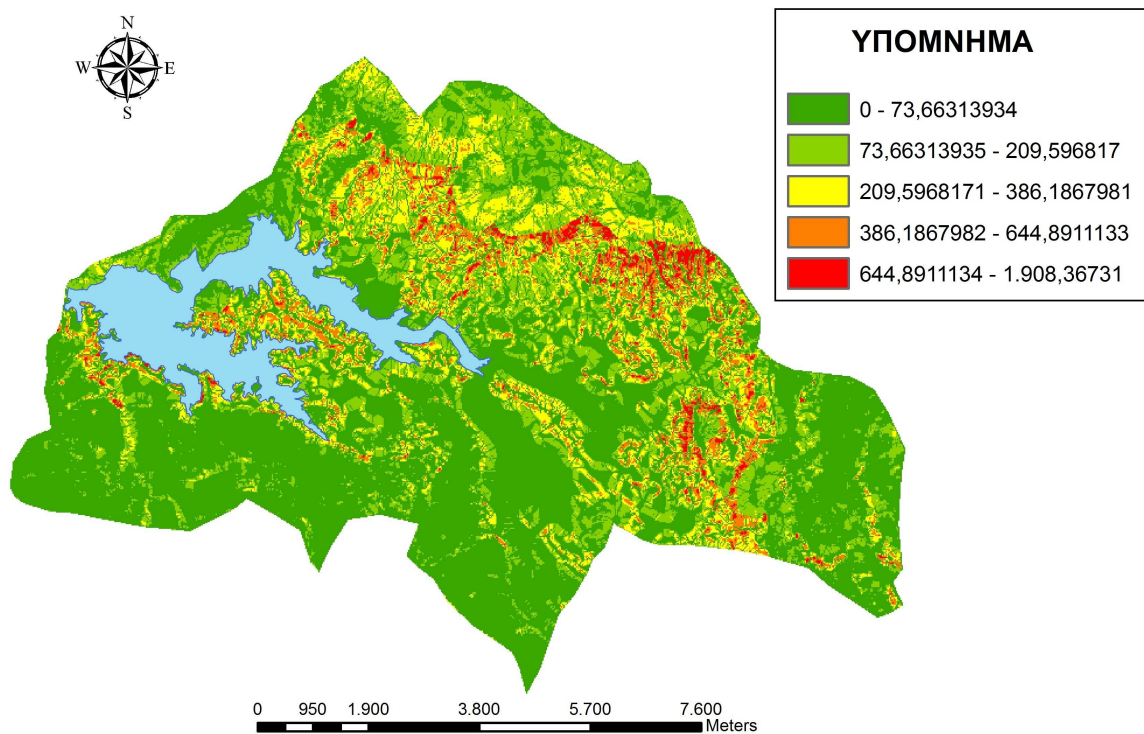 N
W E
S
ΥΠΟΜΝΗΜΑ
0 - 73,66313934
73,66313935 - 209,596817
209,5968171 - 386,1867981
386,1867982 - 644,8911133
644,8911134 - 1.908,36731
0 950 1.900 3.800 5.700 7.600
Meters